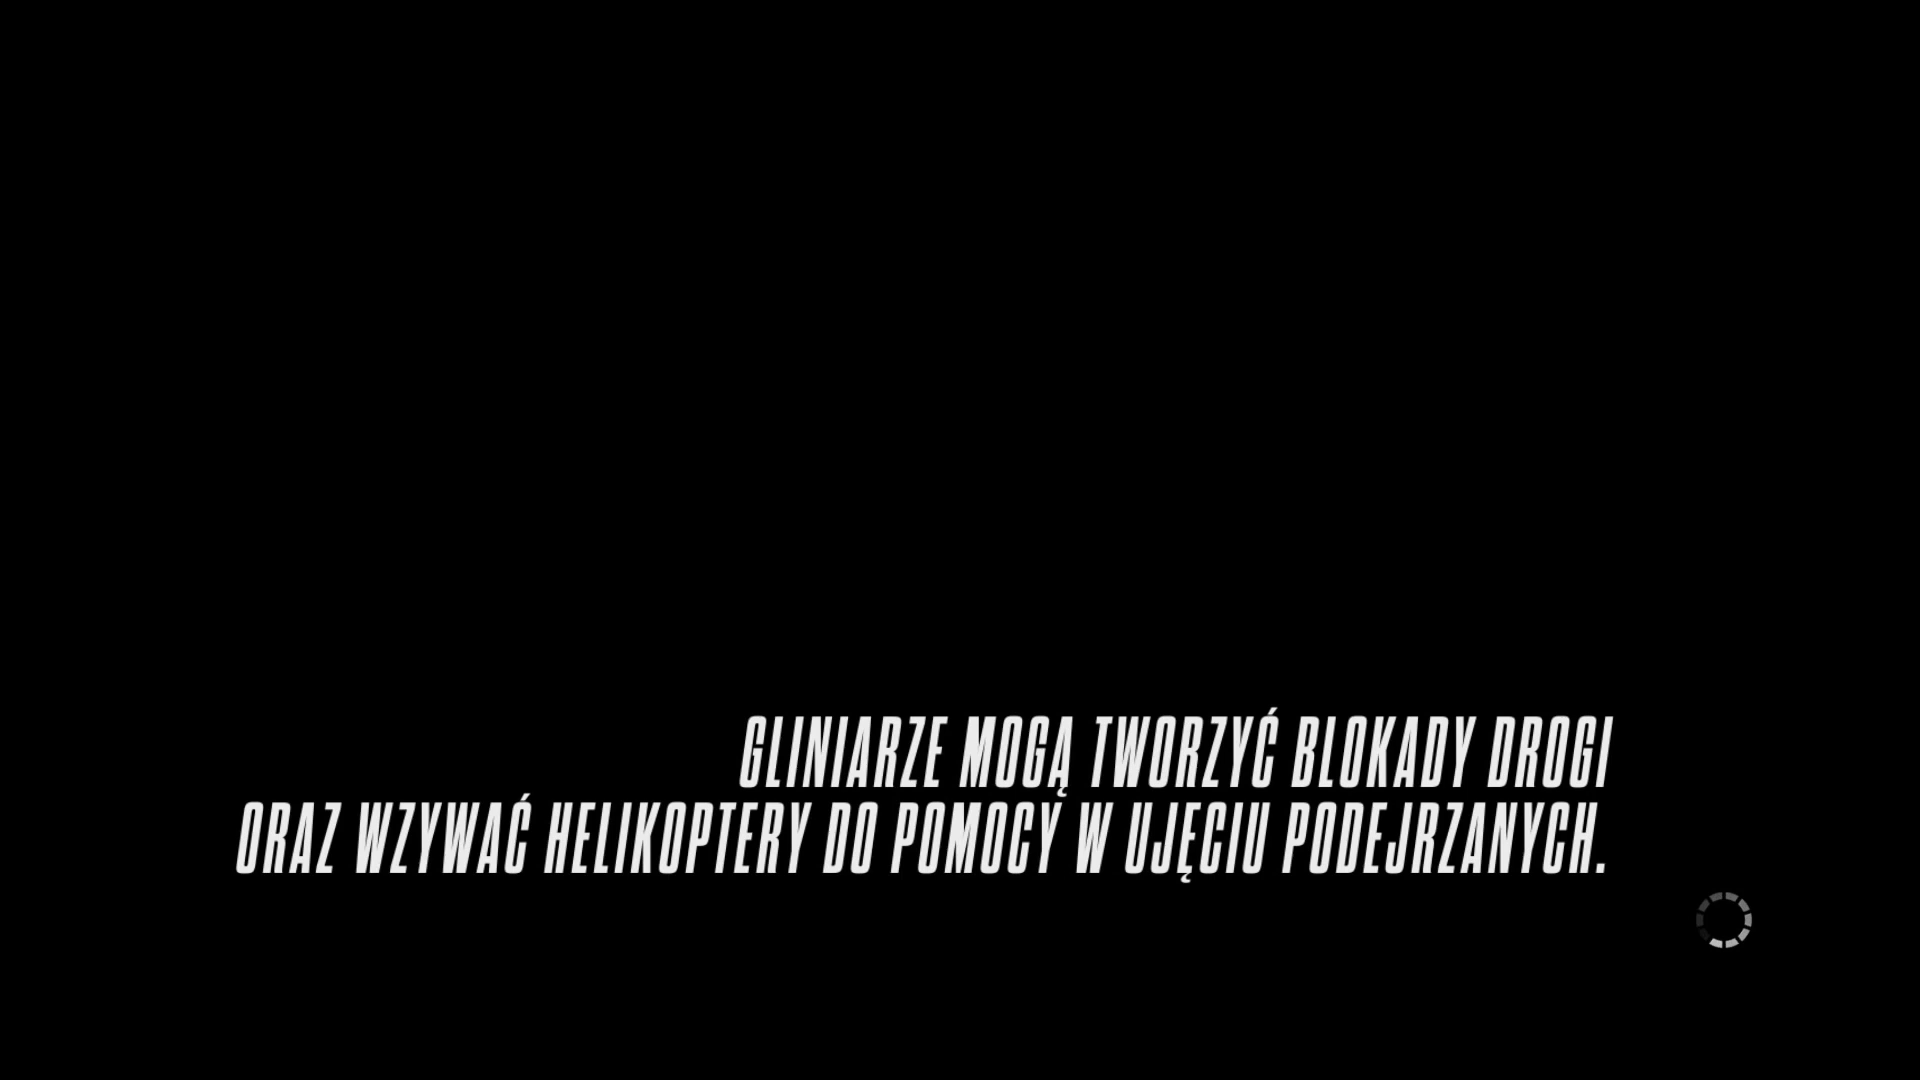 GLINIARZE MOGĄ TWORZYĆ BLOKADY DROGI
ORAZ WZYWAĆ HELIKOPTERY DO POMOCY W UJĘCIU PODEJRZANYCH.